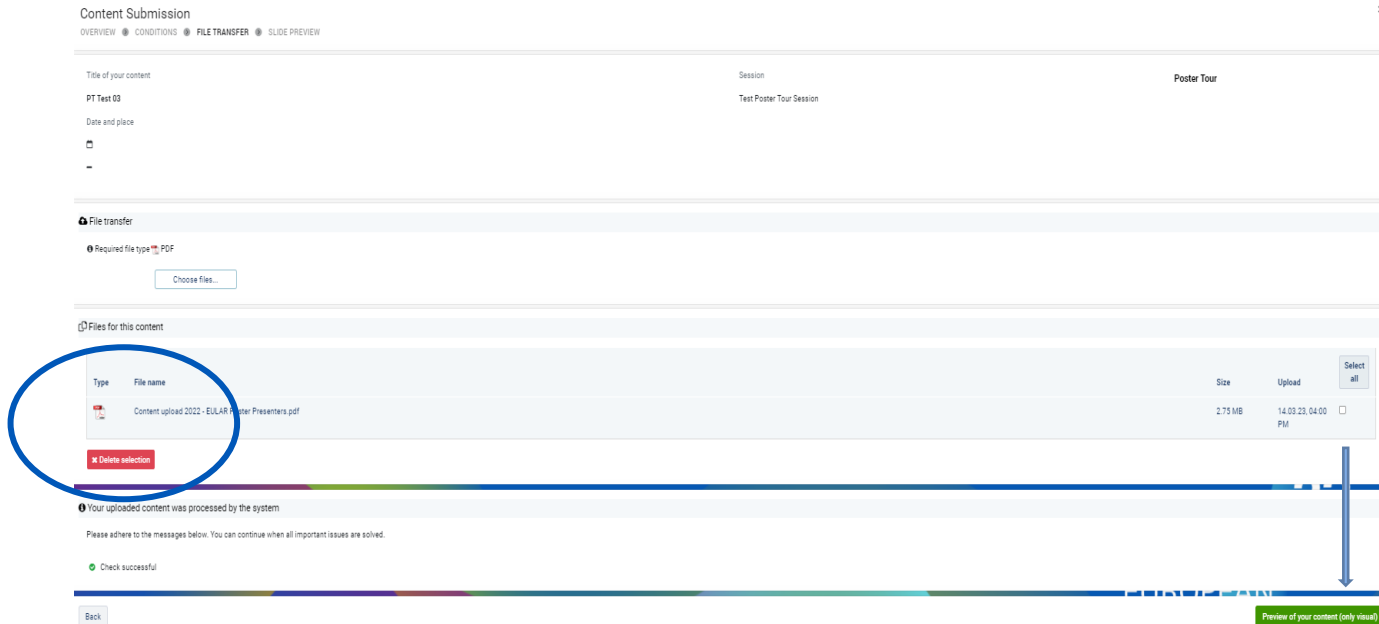 Content Submission
OVERVIEW CONDITIONS FILE TRANSFER SLIDE PREVIEW
Title of your content Session Poster Tour
PT Test 03 Test Poster Tour Session
Date and place
File transfer
Required file type PDF
Choose files...
Files for this content
Type File name Size Upload Select all
Content upload 2022 - EULAR Poster Presenters.pdf 2.75 MB 14.03.23, 04:00
PM
Delete selection
Your uploaded content was processed by the system
Please adhere to the messages below. You can continue when all important issues are solved.
Check successful
EUROPEAN
Back Preview of your content (only visual)